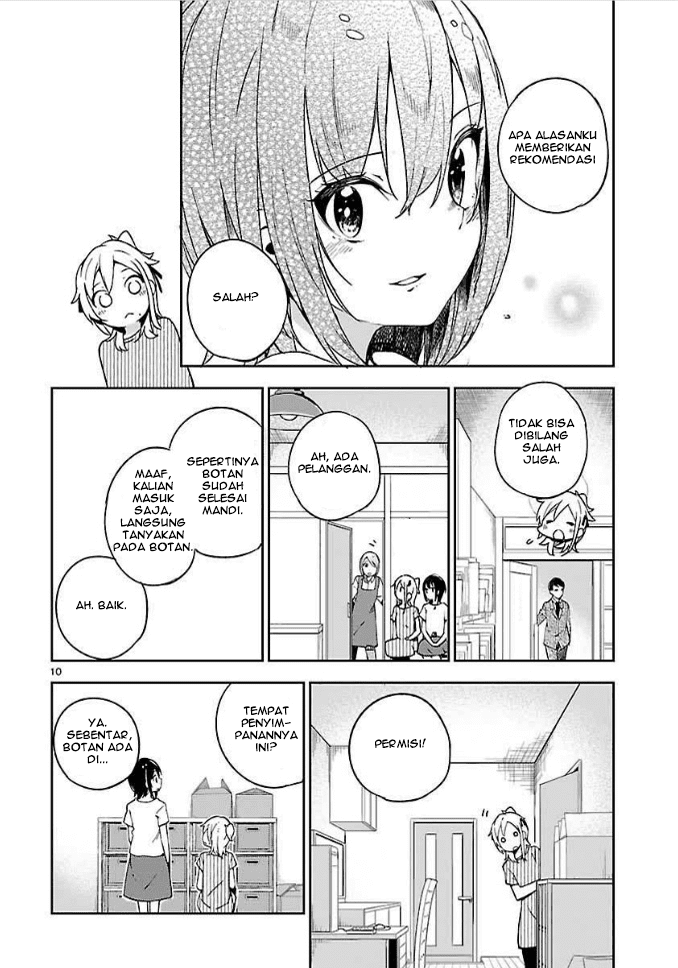 APA ALASANKU
MEMBERIKAN
REKOMENDASI
SALAH?
TIDAK BISA
DIBILANG
SALAH
JUGA.
AH, ADA
PELANGGAN.
SEPERTINYA
BOTAN
SUDAH
SELESAI
MANDI.
MAAF,
KALIAN
MASUK
SAJA,
LANGSUNG
TANYAKAN
PADA BOTAN.
AH. BAIK.
10
PERMISI!
TEMPAT
PENYIM-
PANANNYA
INI?
YA.
SEBENTAR,
BOTAN ADA
DI...